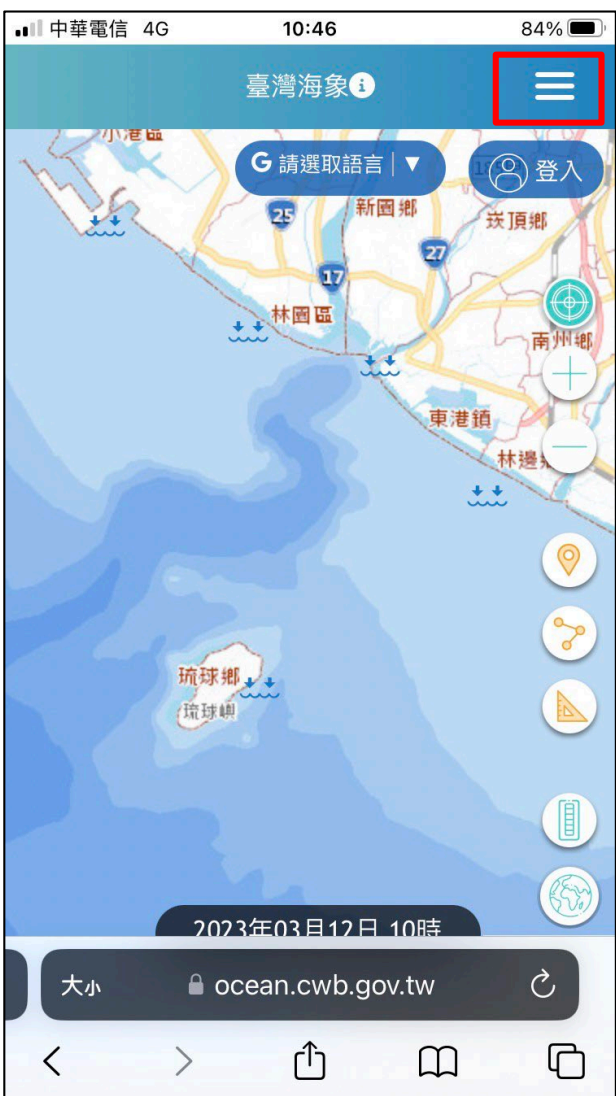 中華電信 4G 10:46 84%
臺灣海象
小港區
G 請選取語言 | ▼
登入
25
新園鄉
崁頂鄉
27
17
林園區
南州鄉
東港鎮
林邊
琉球鄉
琉球嶼
2023年03月12日 10時
大小 ocean.cwb.gov.tw